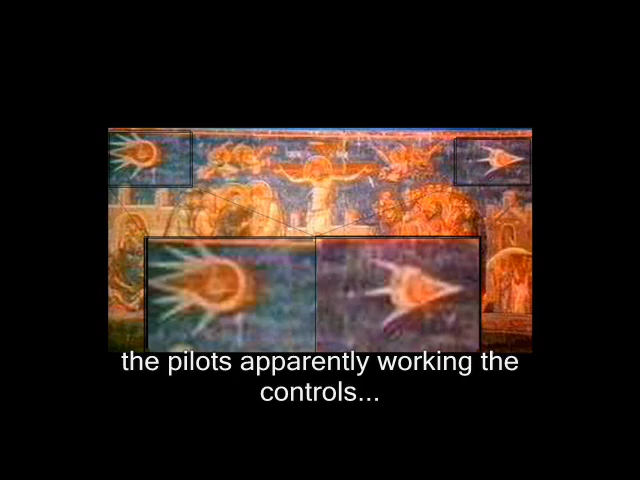 the pilots apparently working the
controls...